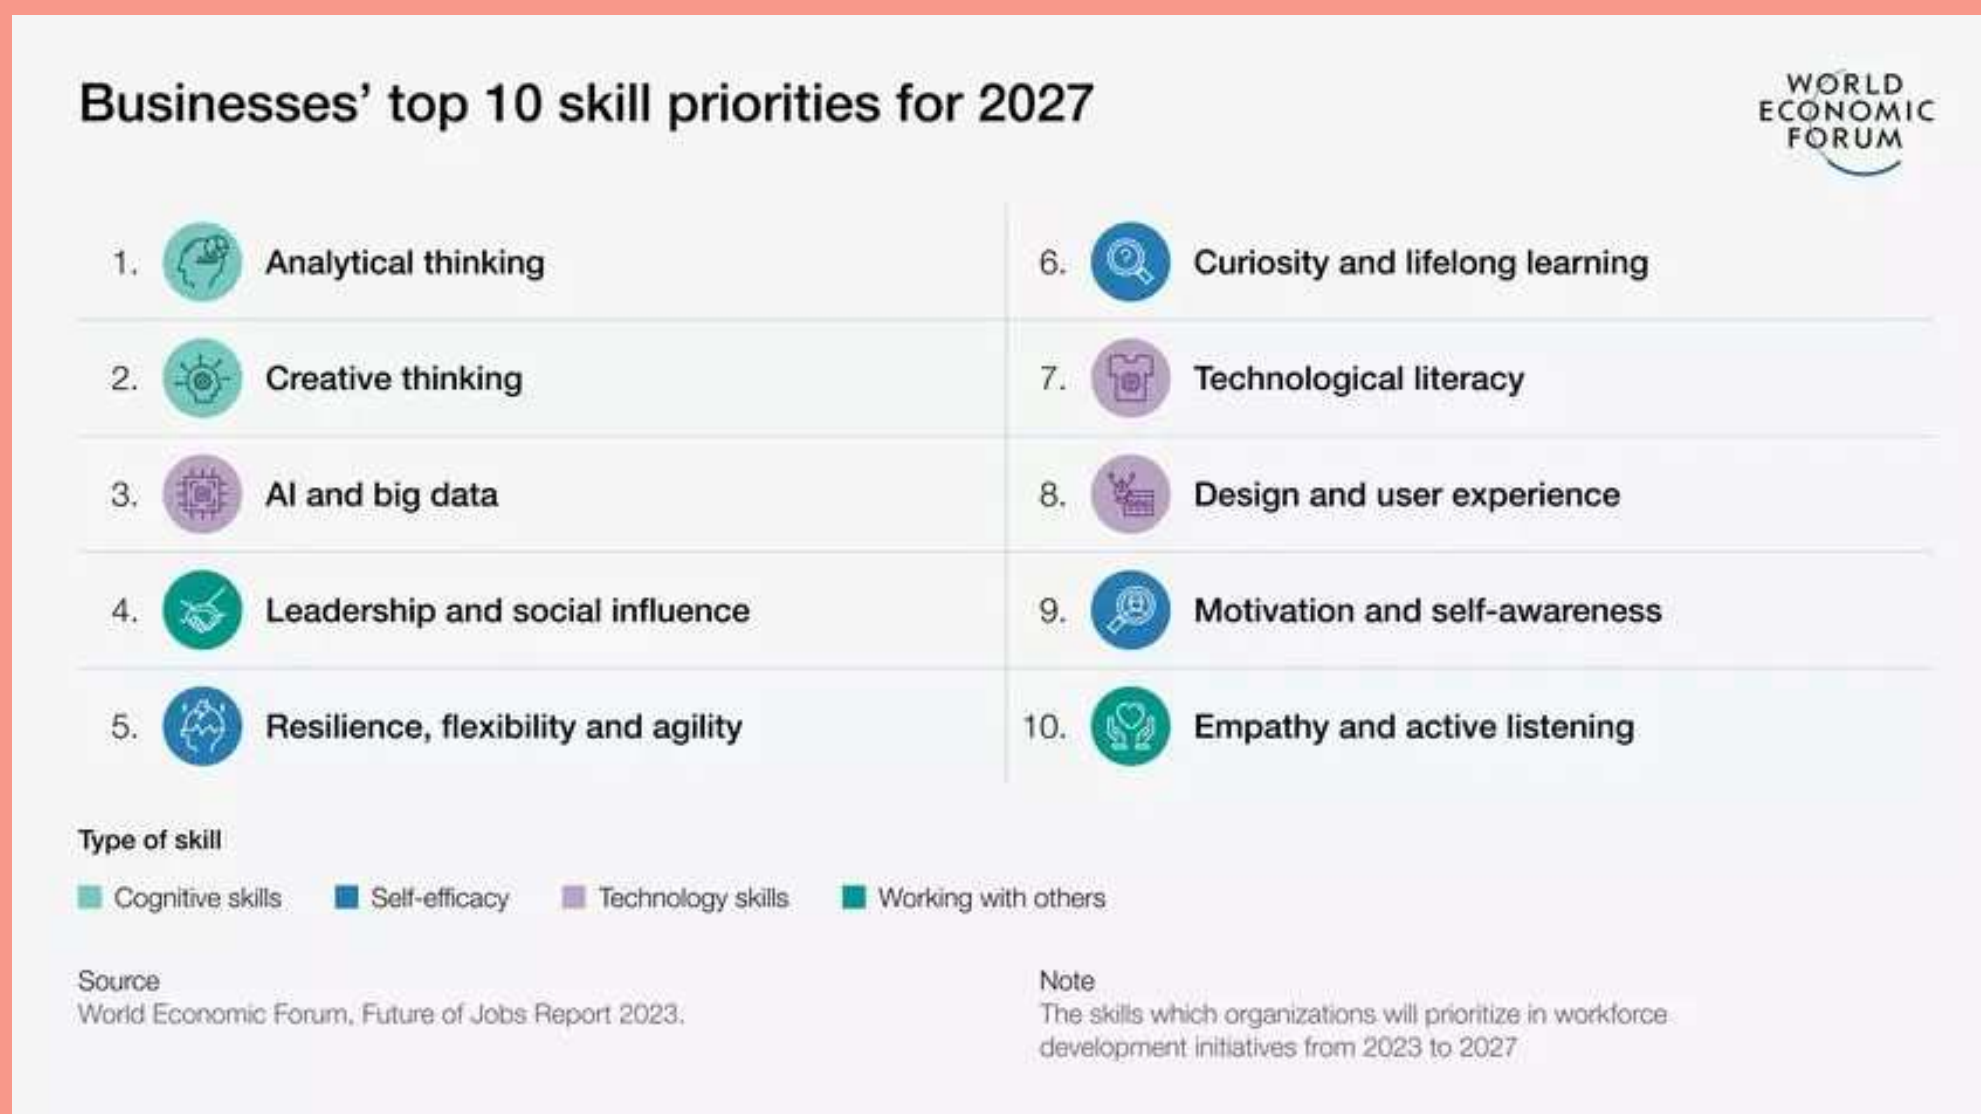 Businesses’ top 10 skill priorities for 2027
WORLD
ECONOMIC
FORUM
1. Analytical thinking
2. Creative thinking
3. AI and big data
4. Leadership and social influence
5. Resilience, flexibility and agility
6. Curiosity and lifelong learning
7. Technological literacy
8. Design and user experience
9. Motivation and self-awareness
10. Empathy and active listening
Type of skill
Cognitive skills
Self-efficacy
Technology skills
Working with others
Source
World Economic Forum, Future of Jobs Report 2023.
Note
The skills which organizations will prioritize in workforce
development initiatives from 2023 to 2027